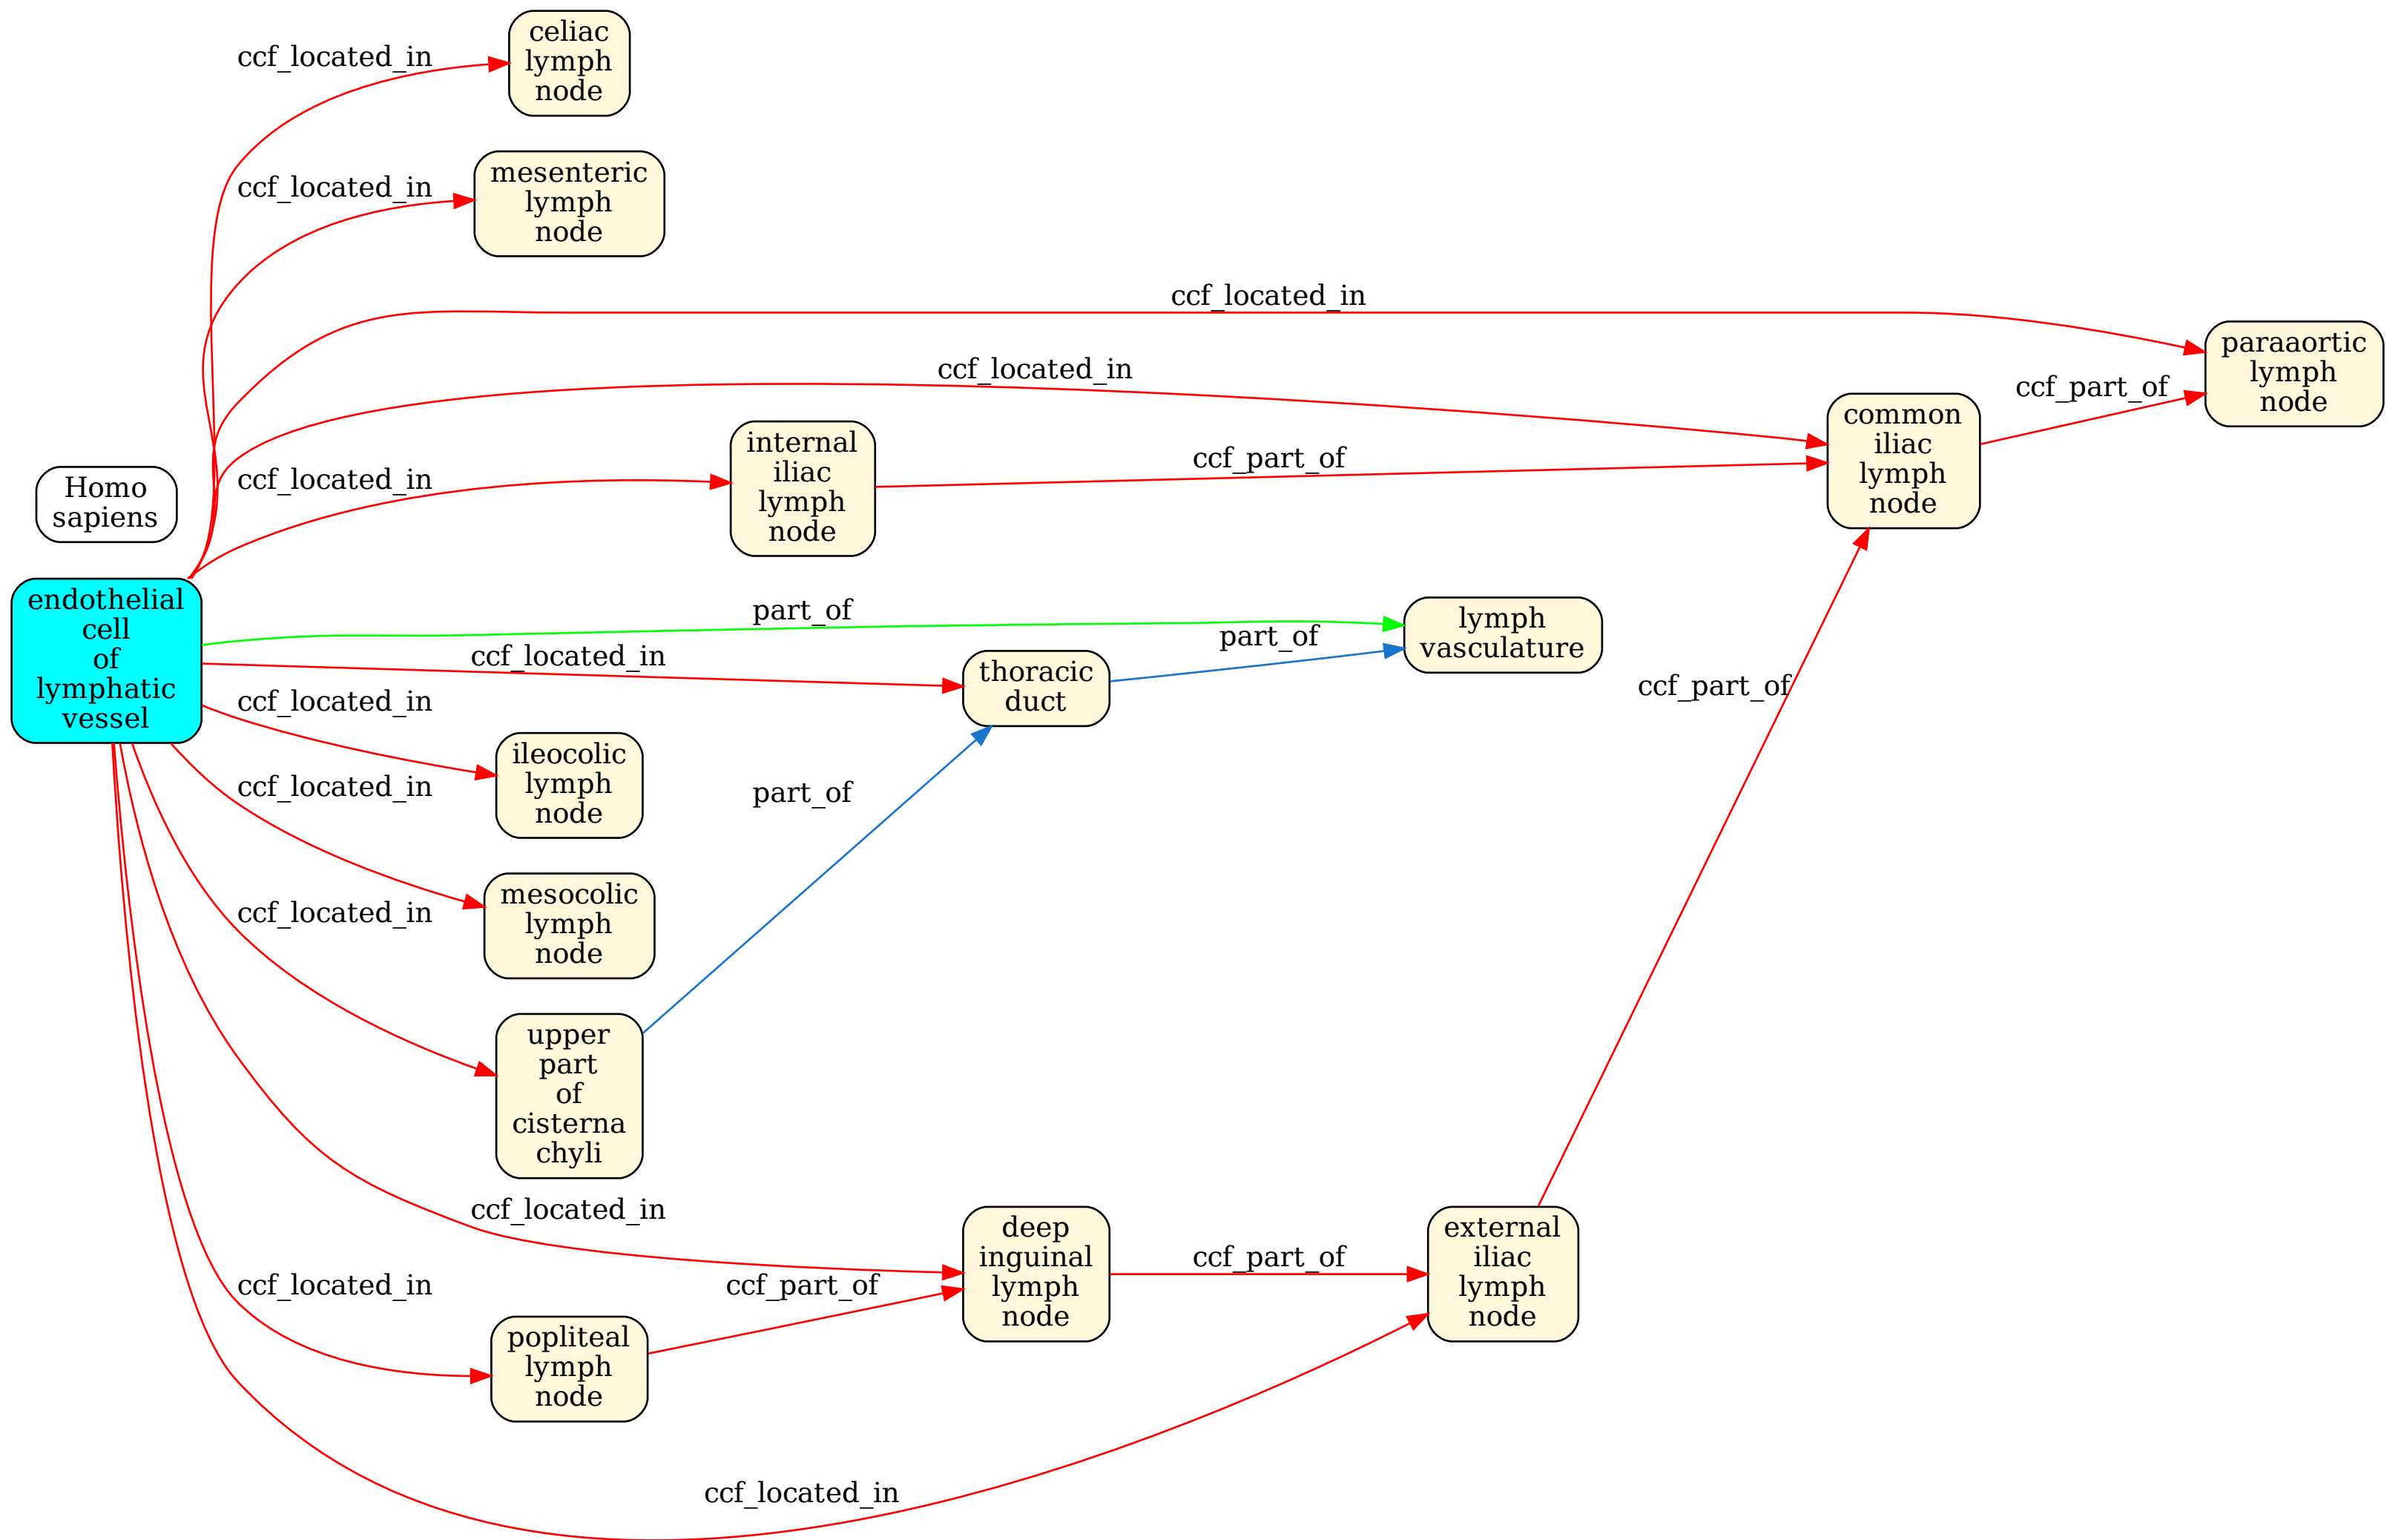 celiac
lymph
node
ccf_located_in
mesenteric
lymph
node
ccf_located_in
ccf_located_in
paraaortic
lymph
node
ccf_located_in
ccf_part_of
common
iliac
lymph
node
internal
iliac
lymph
node
ccf_part_of
ccf_located_in
Homo
sapiens
endothelial
cell
of
lymphatic
vessel
part_of
lymph
vasculature
part_of
ccf_located_in
thoracic
duct
ccf_part_of
ccf_located_in
ileocolic
lymph
node
ccf_located_in
part_of
mesocolic
lymph
node
ccf_located_in
upper
part
of
cisterna
chyli
ccf_located_in
deep
inguinal
lymph
node
ccf_part_of
external
iliac
lymph
node
ccf_located_in
ccf_part_of
popliteal
lymph
node
ccf_located_in